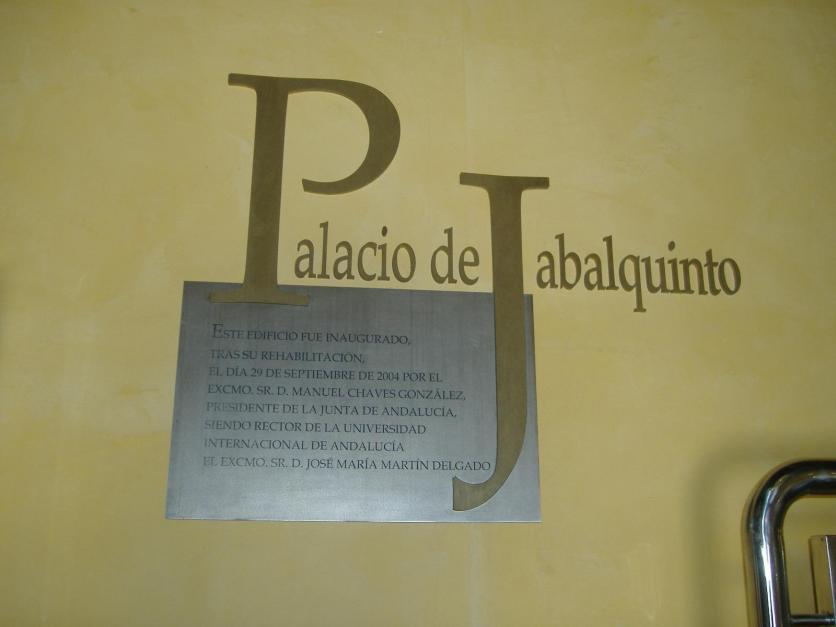 Palacio de Jabalquinto
ESTE EDIFICIO FUE INAUGURADO,
TRAS SU REHABILITACIÓN,
EL DÍA 29 DE SEPTIEMBRE DE 2004 POR EL
EXCMO. SR. D. MANUEL CHAVES GONZÁLEZ,
PRESIDENTE DE LA JUNTA DE ANDALUCÍA,
SIENDO RECTOR DE LA UNIVERSIDAD
INTERNACIONAL DE ANDALUCÍA
EL EXCMO. SR. D. JOSÉ MARÍA MARTÍN DELGADO